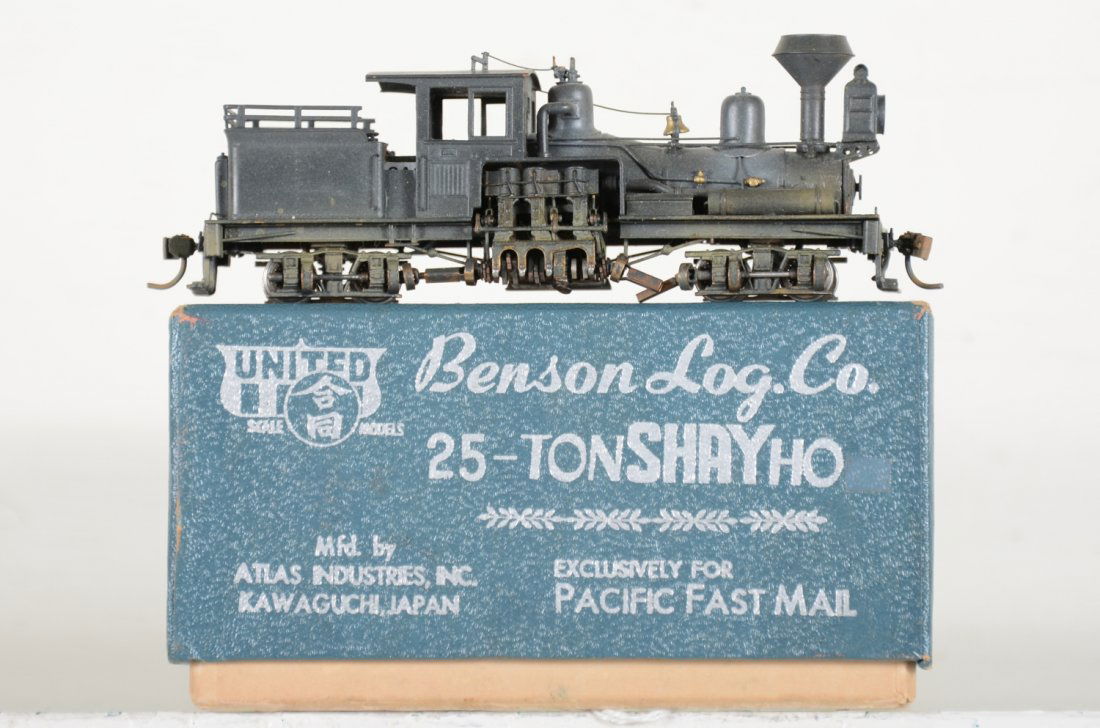 UNITED
合同
SCALE MODELS
Benson Log. Co.
25-TON SHAY HO
Mfd. by
ATLAS INDUSTRIES, INC.
KAWAGUCHI, JAPAN
EXCLUSIVELY FOR
PACIFIC FAST MAIL